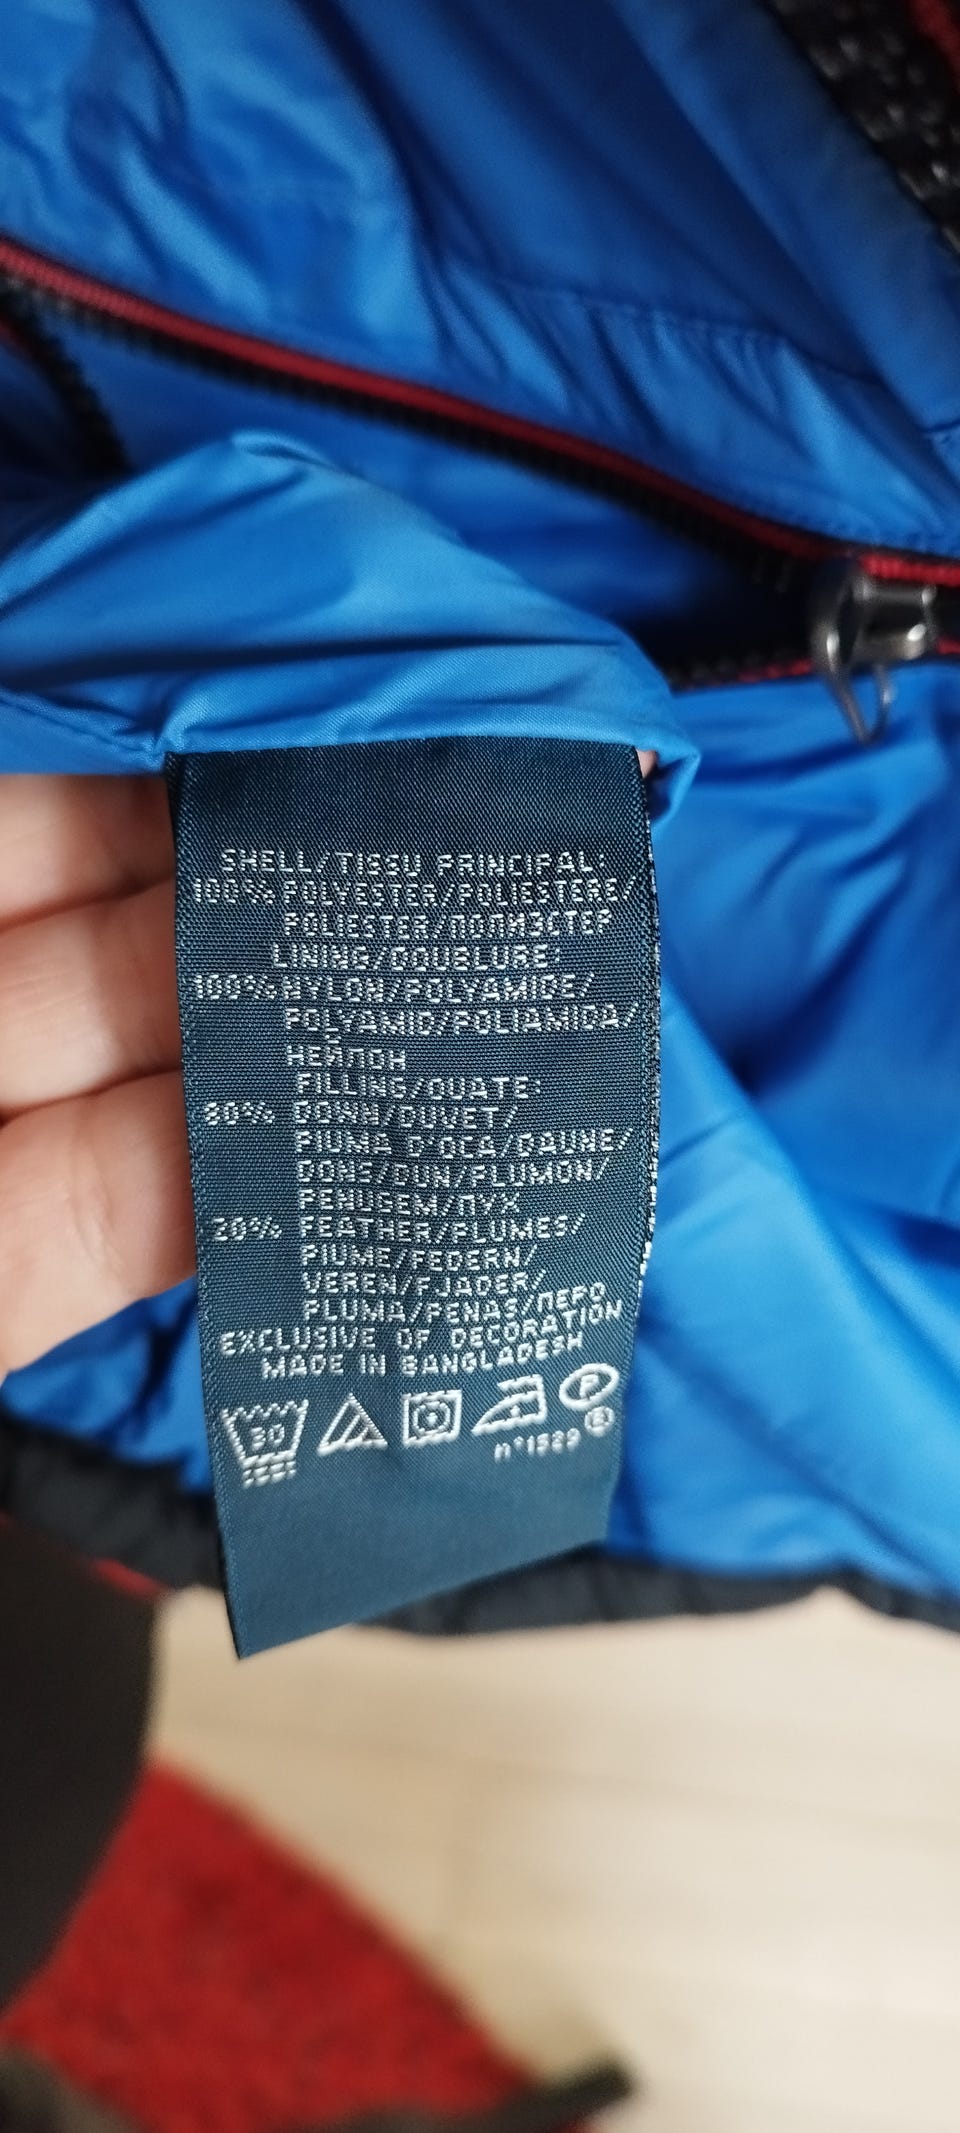 SHELL/TISSU PRINCIPAL:
100% POLYESTER/POLIESTERE/
POLIESTER/ПОЛИЭСТЕР
LINING/DOUBLURE:
100% NYLON/POLYAMIDE/
POLYAMID/POLIAMIDA/
НЕЙЛОН
FILLING/OUATE:
80% DOWN/DUVET/
PIUMA D'OCA/DAUNE/
DONS/DUN/PLUMON/
PENUGEM/ПУХ
20% FEATHER/PLUMES/
PIUME/FEDERN/
VEREN/FJADER/
PLUMA/PENAS/ПЕРО
EXCLUSIVE OF DECORATION
MADE IN BANGLADESH
30
P
n°1589 B